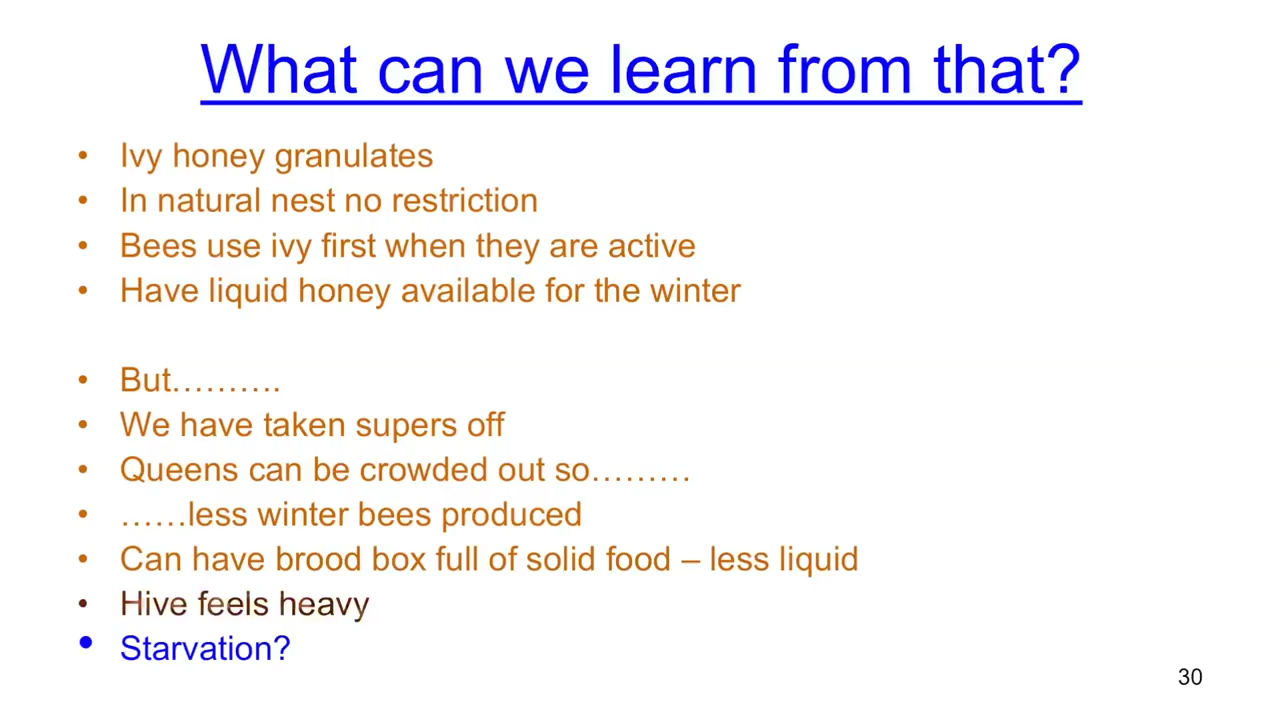 What can we learn from that?
• Ivy honey granulates
• In natural nest no restriction
• Bees use ivy first when they are active
• Have liquid honey available for the winter
• But……….
• We have taken supers off
• Queens can be crowded out so………
• ……less winter bees produced
• Can have brood box full of solid food – less liquid
• Hive feels heavy
• Starvation?
30